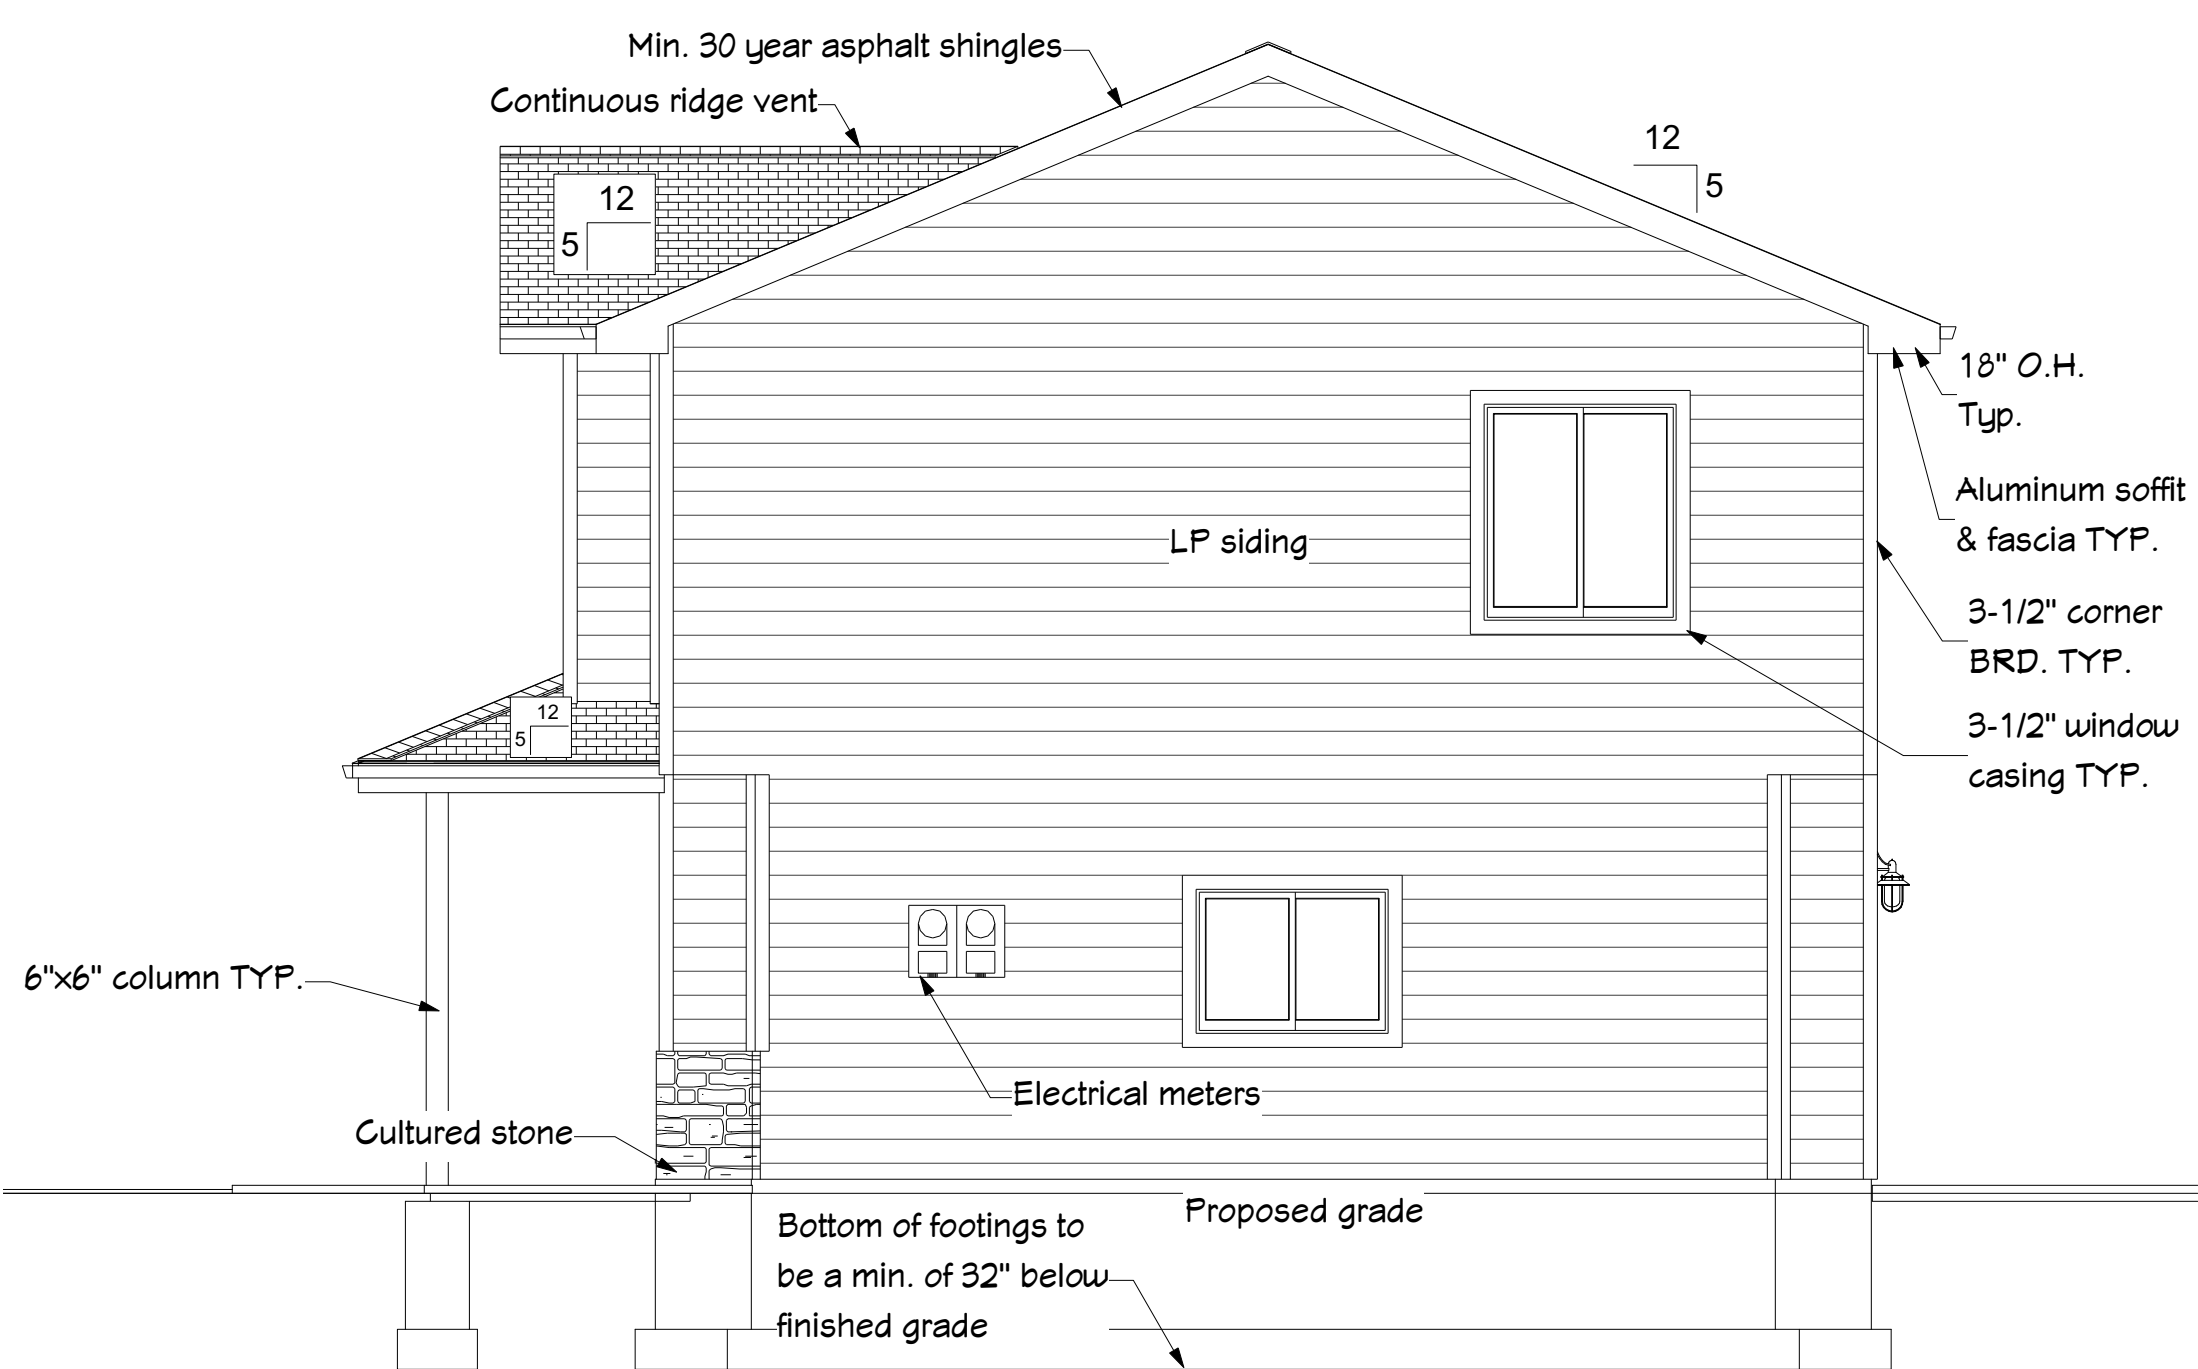 Min. 30 year asphalt shingles
Continuous ridge vent
12
5
12
5
18" O.H.
Typ.
Aluminum soffit
& fascia TYP.
LP siding
3-1/2" corner
BRD. TYP.
12
5
3-1/2" window
casing TYP.
6"x6" column TYP.
Electrical meters
Cultured stone
Proposed grade
Bottom of footings to
be a min. of 32" below
finished grade